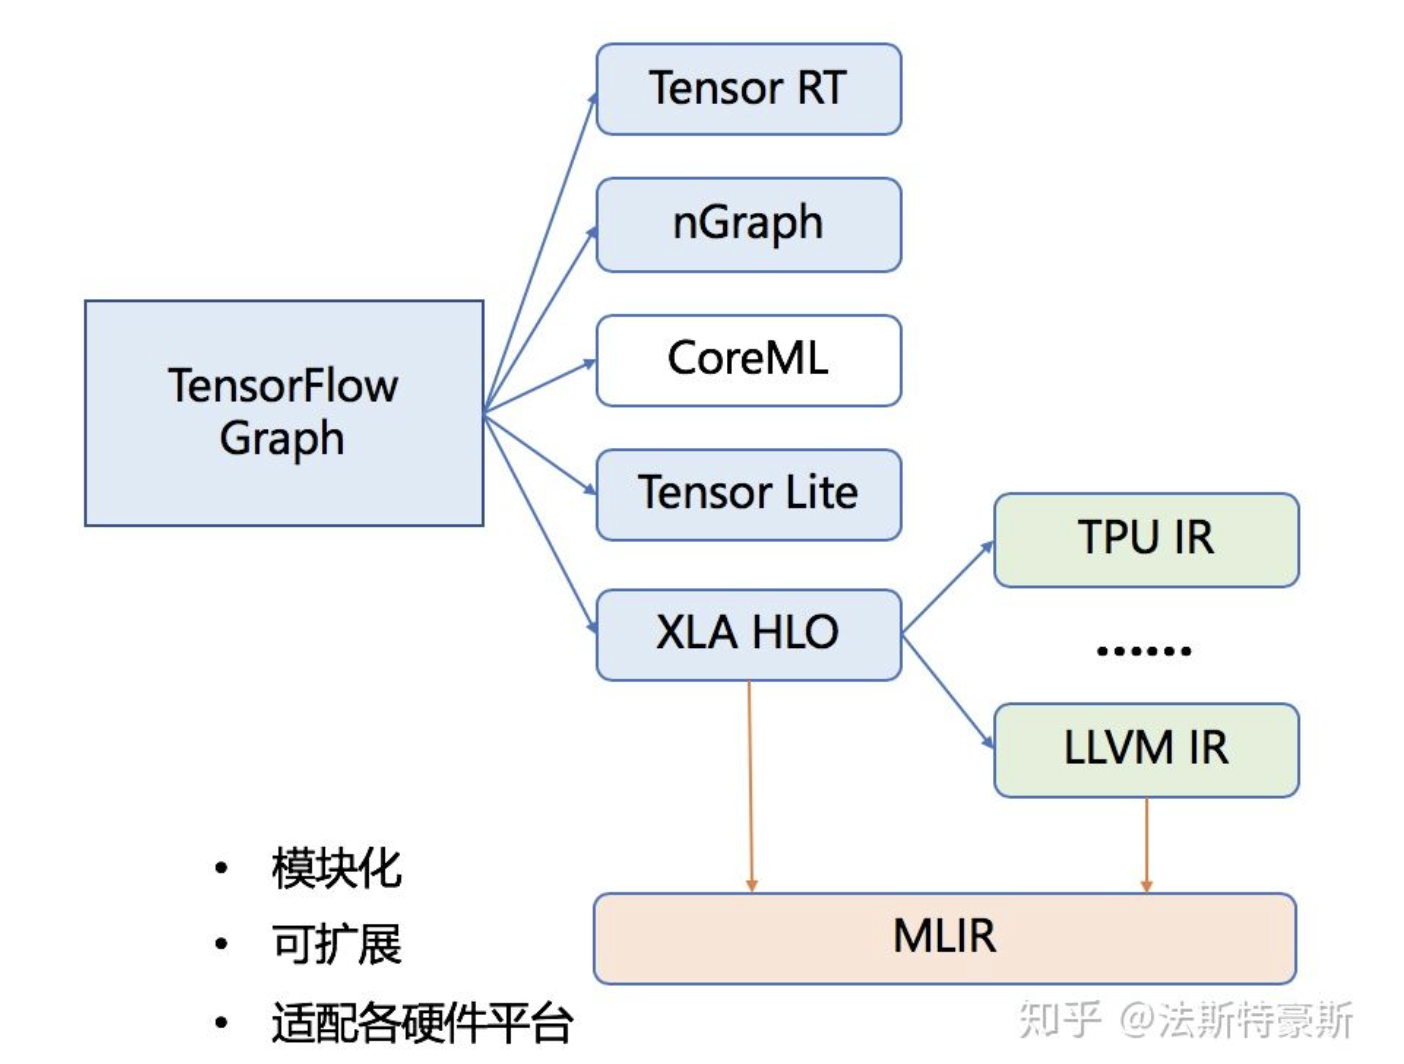 Tensor RT
nGraph
TensorFlow
Graph
CoreML
Tensor Lite
XLA HLO
TPU IR
......
LLVM IR
MLIR
• 模块化
• 可扩展
• 适配各硬件平台
知乎 @法斯特豪斯